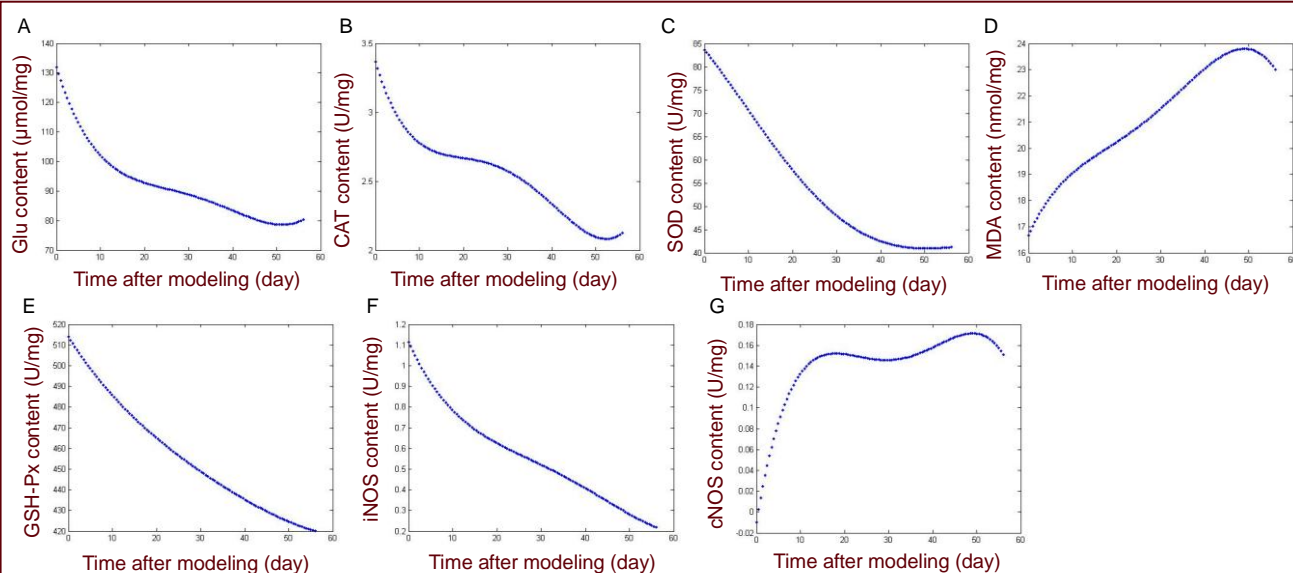 A
Glu content (μmol/mg)
140
130
120
110
100
90
80
70
0 10 20 30 40 50 60
Time after modeling (day)
B
CAT content (U/mg)
3.5
3
2.5
2
0 10 20 30 40 50 60
Time after modeling (day)
C
SOD content (U/mg)
85
80
75
70
65
60
55
50
45
40
0 10 20 30 40 50 60
Time after modeling (day)
D
MDA content (nmol/mg)
24
23
22
21
20
19
18
17
16
0 10 20 30 40 50 60
Time after modeling (day)
E
GSH-Px content (U/mg)
520
510
500
490
480
470
460
450
440
430
420
0 10 20 30 40 50 60
Time after modeling (day)
F
iNOS content (U/mg)
1.2
1.1
1
0.9
0.8
0.7
0.6
0.5
0.4
0.3
0.2
0 10 20 30 40 50 60
Time after modeling (day)
G
cNOS content (U/mg)
0.18
0.16
0.14
0.12
0.1
0.08
0.06
0.04
0.02
0
-0.02
0 10 20 30 40 50 60
Time after modeling (day)